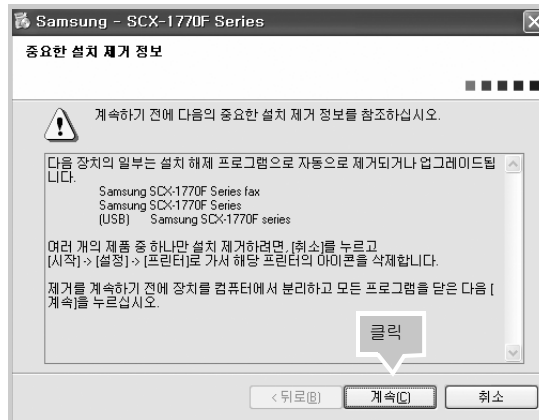 Samsung - SCX-1770F Series
중요한 설치 제거 정보
계속하기 전에 다음의 중요한 설치 제거 정보를 참조하십시오.
다음 장치의 일부는 설치 해제 프로그램으로 자동으로 제거되거나 업그레이드됩
니다.
Samsung SCX-1770F Series fax
Samsung SCX-1770F Series
(USB) Samsung SCX-1770F series
여러 개의 제품 중 하나만 설치 제거하려면, [취소]를 누르고
[시작] -> [설정] -> [프린터]로 가서 해당 프린터의 아이콘을 삭제합니다.
제거를 계속하기 전에 장치를 컴퓨터에서 분리하고 모든 프로그램을 닫은 다음 [
계속]을 누르십시오.
클릭
< 뒤로(B) 계속(C) 취소